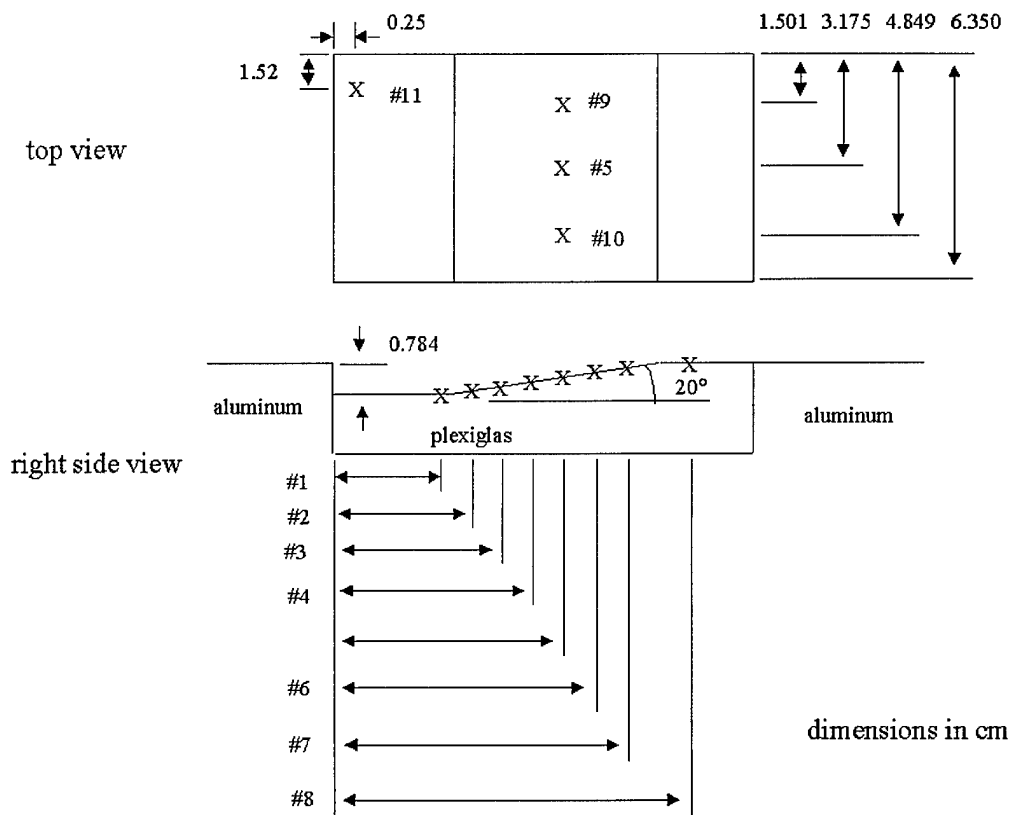 0.25
1.501 3.175 4.849 6.350
1.52
X #11
X #9
top view
X #5
X #10
0.784
X X X X X X X X
20°
aluminum
aluminum
plexiglas
right side view
#1
#2
#3
#4
#6
dimensions in cm
#7
#8